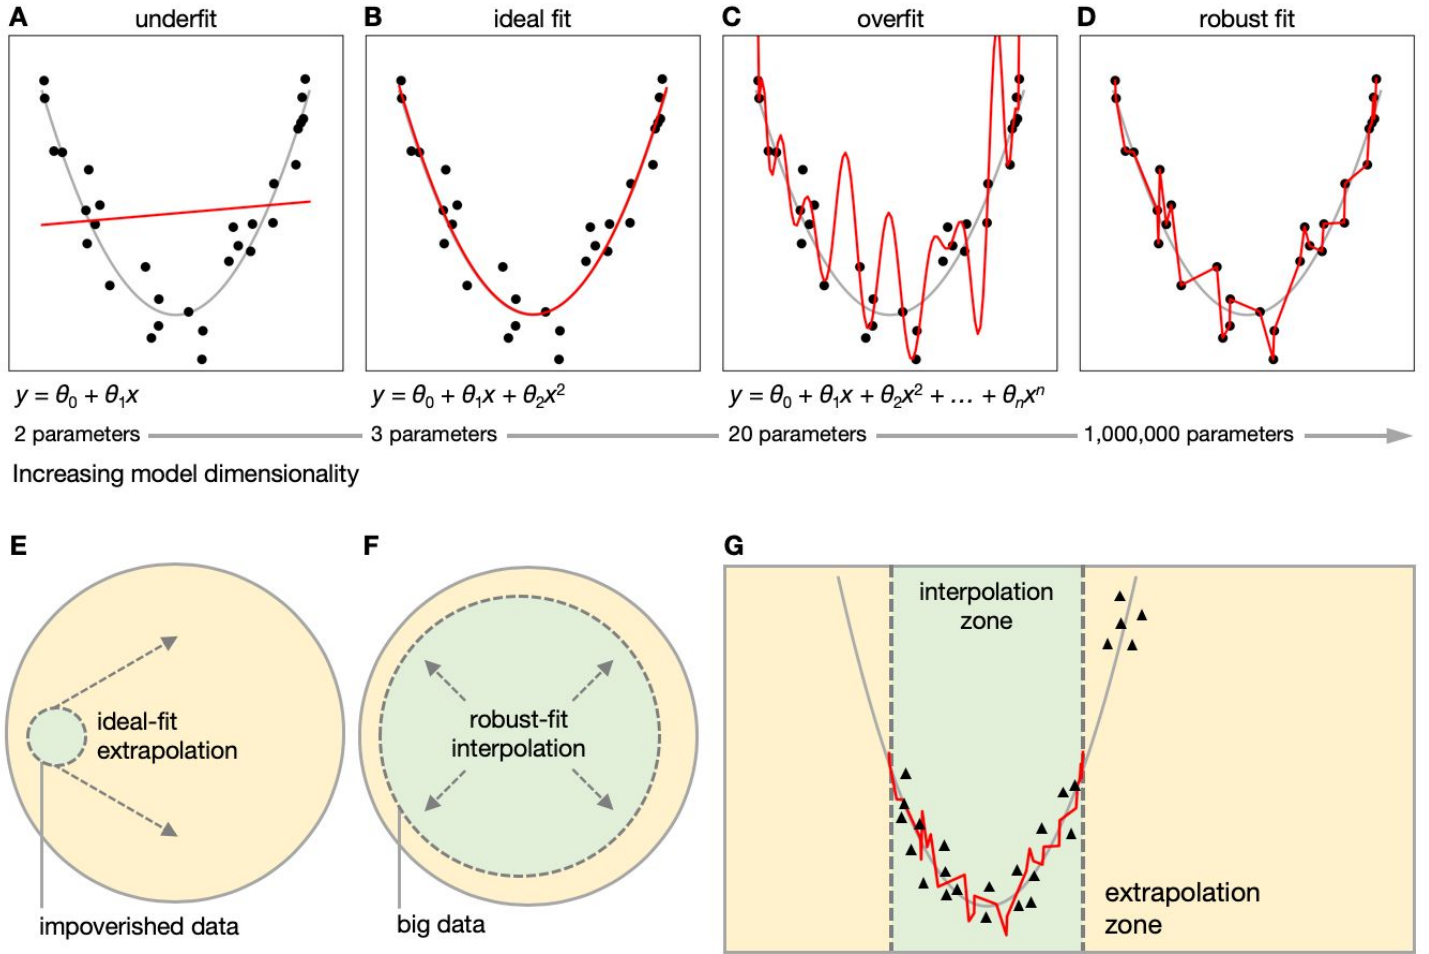 A underfit
B ideal fit
C overfit
D robust fit
y = θ₀ + θ₁x
y = θ₀ + θ₁x + θ₂x²
y = θ₀ + θ₁x + θ₂x² + … + θₙxⁿ
2 parameters
3 parameters
20 parameters
1,000,000 parameters
Increasing model dimensionality
E
ideal-fit
extrapolation
impoverished data
F
robust-fit
interpolation
big data
G
interpolation
zone
extrapolation
zone